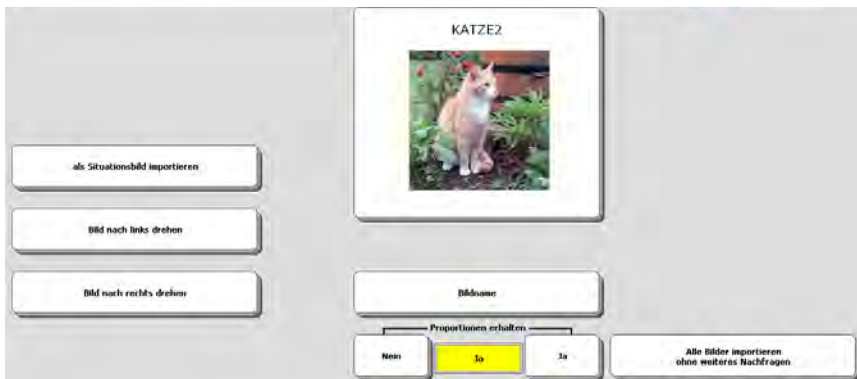 KATZE2
als Situationsbild importieren
Bild nach links drehen
Bild nach rechts drehen
Bildname
Proportionen erhalten
Nein
Ja
Ja
Alle Bilder importieren
ohne weiteres Nachfragen